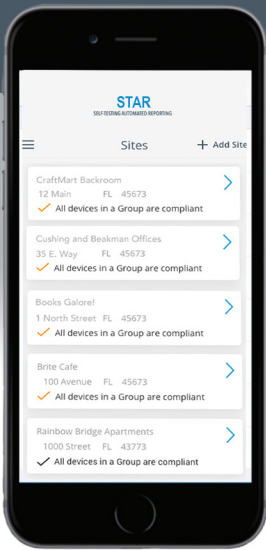 STAR
SELF-TESTING AUTOMATED REPORTING
Sites
+ Add Site
CraftMart Backroom
12 Main FL 45673
All devices in a Group are compliant
Cushing and Beakman Offices
35 E. Way FL 45673
All devices in a Group are compliant
Books Galore!
1 North Street FL 45673
All devices in a Group are compliant
Brite Cafe
100 Avenue FL 45673
All devices in a Group are compliant
Rainbow Bridge Apartments
1000 Street FL 43773
All devices in a Group are compliant